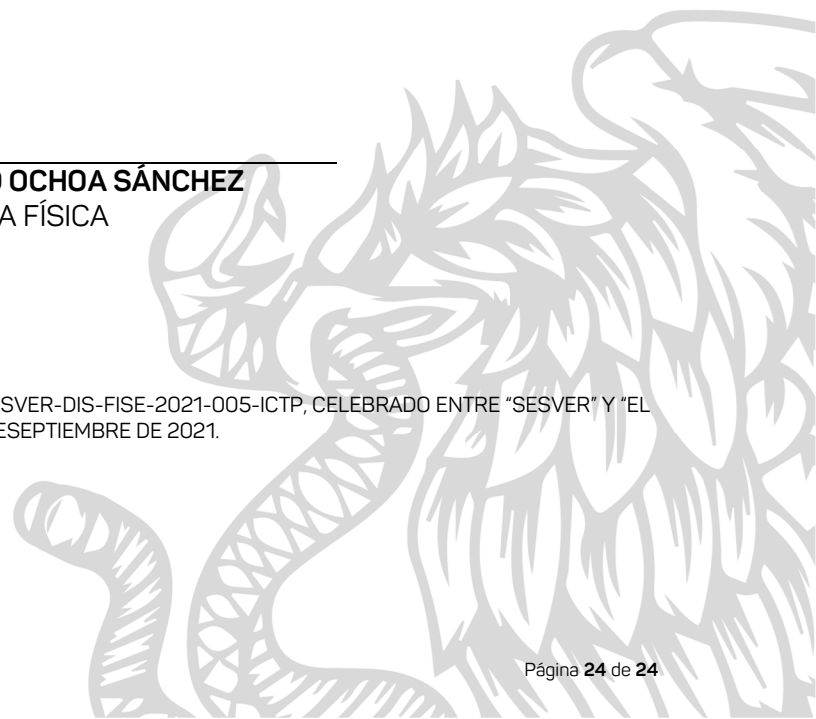 O OCHOA SÁNCHEZ
A FÍSICA
SVER-DIS-FISE-2021-005-ICTP, CELEBRADO ENTRE “SESVER” Y “EL
ESEPTIEMBRE DE 2021.
Página 24 de 24